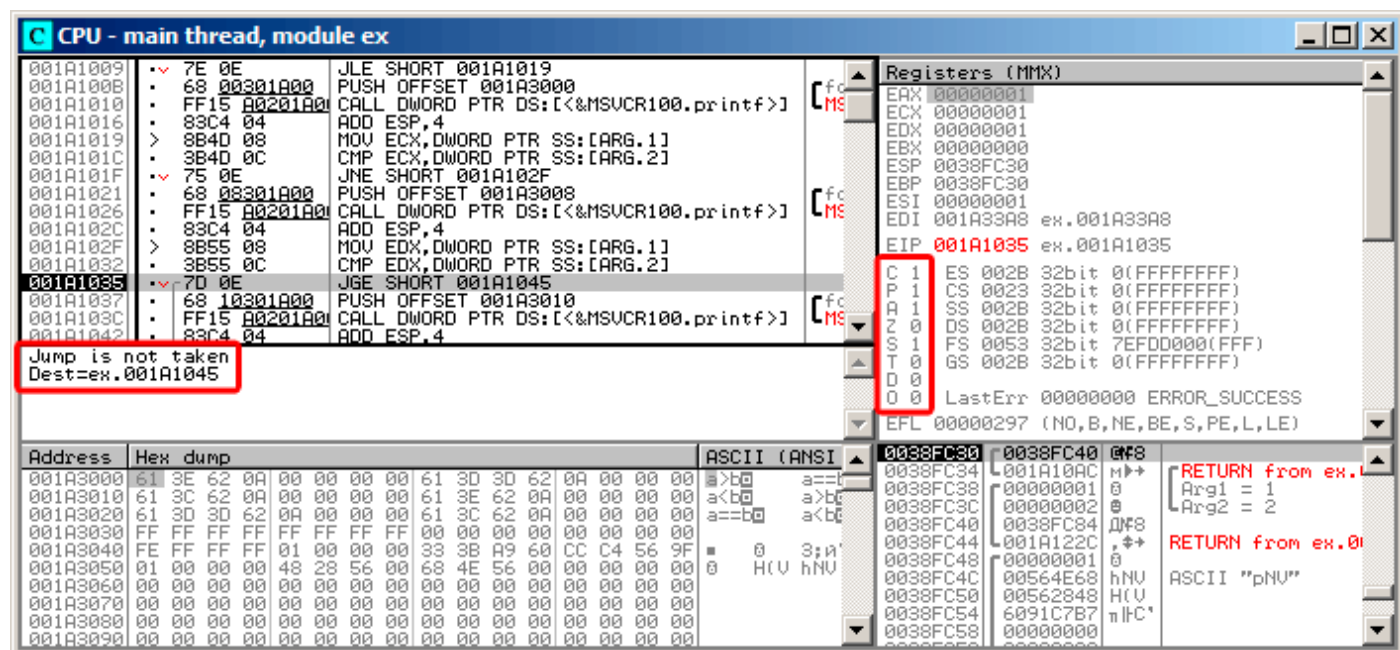 C CPU - main thread, module ex
001A1009 7E 0E JLE SHORT 001A1019
001A100B 68 00301A00 PUSH OFFSET 001A3000
001A1010 FF15 A0201A00 CALL DWORD PTR DS:[<&MSVCR100.printf>]
001A1016 83C4 04 ADD ESP,4
001A1019 > 8B4D 08 MOV ECX,DWORD PTR SS:[ARG.1]
001A101C 3B4D 0C CMP ECX,DWORD PTR SS:[ARG.2]
001A101F 75 0E JNE SHORT 001A102F
001A1021 68 08301A00 PUSH OFFSET 001A3008
001A1026 FF15 A0201A00 CALL DWORD PTR DS:[<&MSVCR100.printf>]
001A102C 83C4 04 ADD ESP,4
001A102F > 8B55 08 MOV EDX,DWORD PTR SS:[ARG.1]
001A1032 3B55 0C CMP EDX,DWORD PTR SS:[ARG.2]
001A1035 7D 0E JGE SHORT 001A1045
001A1037 68 10301A00 PUSH OFFSET 001A3010
001A103C FF15 A0201A00 CALL DWORD PTR DS:[<&MSVCR100.printf>]
001A1042 83C4 04 ADD ESP,4
Jump is not taken
Dest=ex.001A1045
Registers (MMX)
EAX 00000001
ECX 00000001
EDX 00000001
EBX 00000000
ESP 0038FC30
EBP 0038FC30
ESI 00000001
EDI 001A33A8 ex.001A33A8
EIP 001A1035 ex.001A1035
C 1 ES 002B 32bit 0(FFFFFFFF)
P 1 CS 0023 32bit 0(FFFFFFFF)
A 1 SS 002B 32bit 0(FFFFFFFF)
Z 0 DS 002B 32bit 0(FFFFFFFF)
S 1 FS 0053 32bit 7EFDD000(FFF)
T 0 GS 002B 32bit 0(FFFFFFFF)
D 0
O 0 LastErr 00000000 ERROR_SUCCESS
EFL 00000297 (NO,B,NE,BE,S,PE,L,LE)
Address Hex dump ASCII (ANSI
001A3000 61 3E 62 0A 00 00 00 00 61 3D 3D 62 0A 00 00 00 a>b a==b
001A3010 61 3C 62 0A 00 00 00 00 61 3E 62 0A 00 00 00 00 a<b a>b
001A3020 61 3D 3D 62 0A 00 00 00 61 3C 62 0A 00 00 00 00 a==b a<b
001A3030 FF FF FF FF FF FF FF FF 00 00 00 00 00 00 00 00
001A3040 FE FF FF FF 01 00 00 00 33 3B A9 60 CC C4 56 9F
001A3050 01 00 00 00 48 28 56 00 68 4E 56 00 00 00 00 00 H(V hNV
001A3060 00 00 00 00 00 00 00 00 00 00 00 00 00 00 00 00
001A3070 00 00 00 00 00 00 00 00 00 00 00 00 00 00 00 00
001A3080 00 00 00 00 00 00 00 00 00 00 00 00 00 00 00 00
001A3090 00 00 00 00 00 00 00 00 00 00 00 00 00 00 00 00
0038FC30 0038FC40
0038FC34 001A10AC RETURN from ex.
0038FC38 00000001 Arg1 = 1
0038FC3C 00000002 Arg2 = 2
0038FC40 0038FC84
0038FC44 001A122C RETURN from ex.0
0038FC48 00000001
0038FC4C 00564E68 hNV ASCII "pNV"
0038FC50 00562848 H(V
0038FC54 6091C7B7
0038FC58 00000000